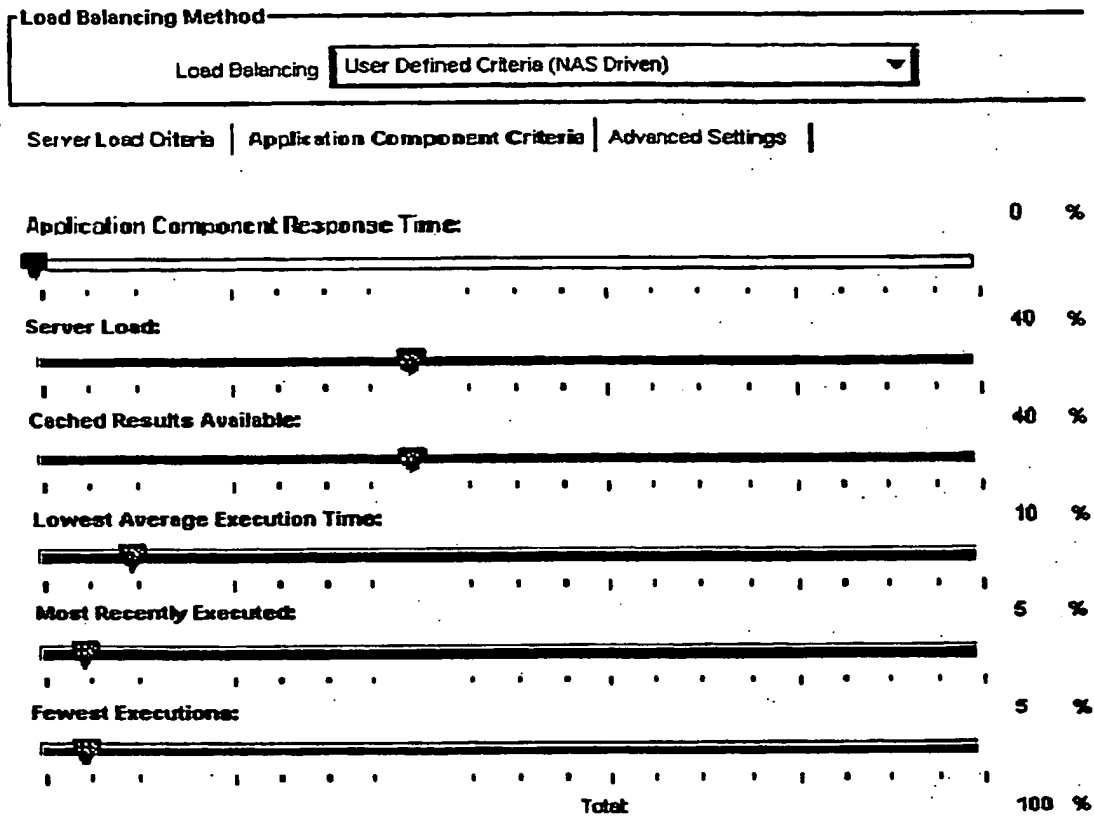 Load Balancing Method
Load Balancing User Defined Criteria (NAS Driven)
Server Load Criteria | Application Component Criteria | Advanced Settings |
Application Component Response Time: 0 %
Server Load: 40 %
Cached Results Available: 40 %
Lowest Average Execution Time: 10 %
Most Recently Executed: 5 %
Fewest Executions: 5 %
Total: 100 %